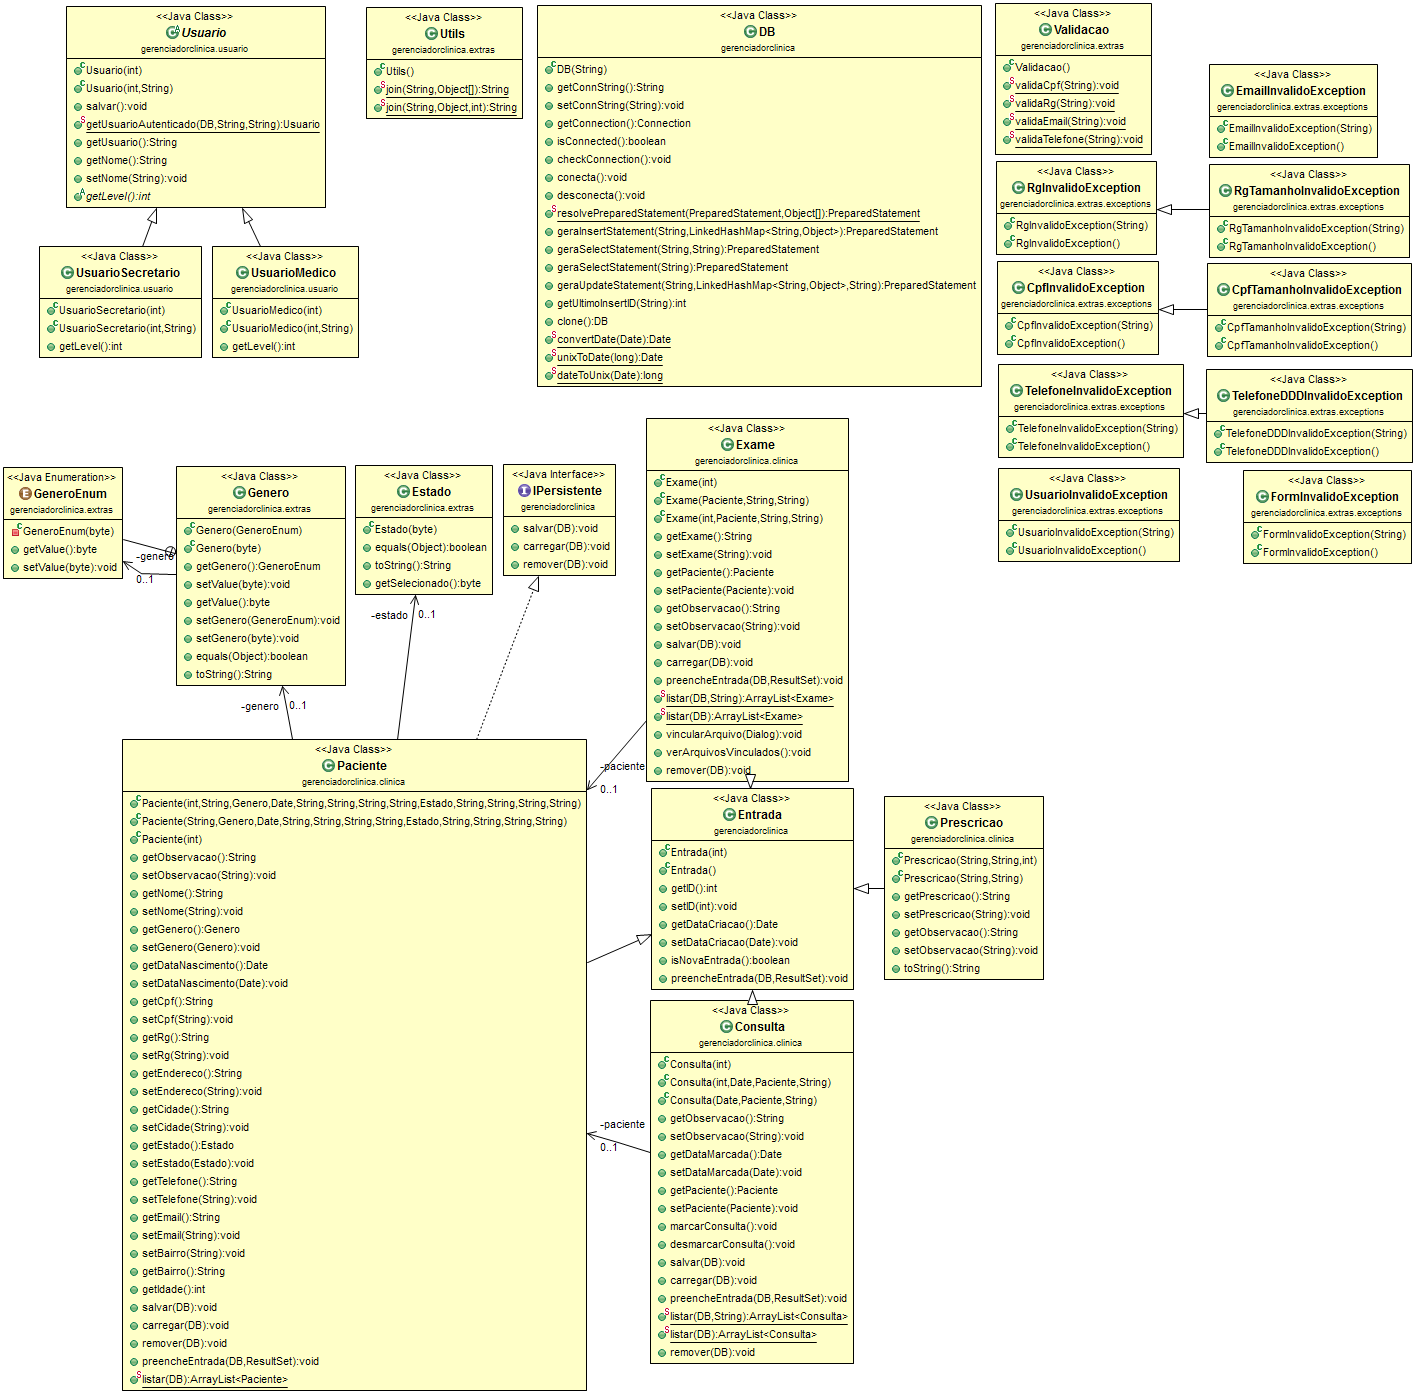 <<Java Class>>
Usuario
gerenciadorclinica.usuario
Usuario(int)
Usuario(int,String)
salvar():void
getUsuarioAutenticado(DB,String,String):Usuario
getUsuario():String
getNome():String
setNome(String):void
getLevel():int
<<Java Class>>
UsuarioSecretario
gerenciadorclinica.usuario
UsuarioSecretario(int)
UsuarioSecretario(int,String)
getLevel():int
<<Java Class>>
UsuarioMedico
gerenciadorclinica.usuario
UsuarioMedico(int)
UsuarioMedico(int,String)
getLevel():int
<<Java Class>>
Utils
gerenciadorclinica.extras
Utils()
join(String,Object[]):String
join(String,Object,int):String
<<Java Class>>
DB
gerenciadorclinica
DB(String)
getConnString():String
setConnString(String):void
getConnection():Connection
isConnected():boolean
checkConnection():void
conecta():void
desconecta():void
resolvePreparedStatement(PreparedStatement,Object[]):PreparedStatement
geraInsertStatement(String,LinkedHashMap<String,Object>):PreparedStatement
geraSelectStatement(String,String):PreparedStatement
geraSelectStatement(String):PreparedStatement
geraUpdateStatement(String,LinkedHashMap<String,Object>,String):PreparedStatement
getUltimoInsertID(String):int
clone():DB
convertDate(Date):Date
unixToDate(long):Date
dateToUnix(Date):long
<<Java Class>>
Validacao
gerenciadorclinica.extras
Validacao()
validaCpf(String):void
validaRg(String):void
validaEmail(String):void
validaTelefone(String):void
<<Java Class>>
EmailInvalidoException
gerenciadorclinica.extras.exceptions
EmailInvalidoException(String)
EmailInvalidoException()
<<Java Class>>
RgInvalidoException
gerenciadorclinica.extras.exceptions
RgInvalidoException(String)
RgInvalidoException()
<<Java Class>>
RgTamanhoInvalidoException
gerenciadorclinica.extras.exceptions
RgTamanhoInvalidoException(String)
RgTamanhoInvalidoException()
<<Java Class>>
CpfInvalidoException
gerenciadorclinica.extras.exceptions
CpfInvalidoException(String)
CpfInvalidoException()
<<Java Class>>
CpfTamanhoInvalidoException
gerenciadorclinica.extras.exceptions
CpfTamanhoInvalidoException(String)
CpfTamanhoInvalidoException()
<<Java Class>>
TelefoneInvalidoException
gerenciadorclinica.extras.exceptions
TelefoneInvalidoException(String)
TelefoneInvalidoException()
<<Java Class>>
TelefoneDDDInvalidoException
gerenciadorclinica.extras.exceptions
TelefoneDDDInvalidoException(String)
TelefoneDDDInvalidoException()
<<Java Class>>
UsuarioInvalidoException
gerenciadorclinica.extras.exceptions
UsuarioInvalidoException(String)
UsuarioInvalidoException()
<<Java Class>>
FormInvalidoException
gerenciadorclinica.extras.exceptions
FormInvalidoException(String)
FormInvalidoException()
<<Java Enumeration>>
GeneroEnum
gerenciadorclinica.extras
GeneroEnum(byte)
getValue():byte
setValue(byte):void
-genero
0..1
<<Java Class>>
Genero
gerenciadorclinica.extras
Genero(GeneroEnum)
Genero(byte)
getGenero():GeneroEnum
setValue(byte):void
getValue():byte
setGenero(GeneroEnum):void
setGenero(byte):void
equals(Object):boolean
toString():String
-genero
0..1
<<Java Class>>
Estado
gerenciadorclinica.extras
Estado(byte)
equals(Object):boolean
toString():String
getSelecionado():byte
-estado
0..1
<<Java Interface>>
IPersistente
gerenciadorclinica
salvar(DB):void
carregar(DB):void
remover(DB):void
<<Java Class>>
Exame
gerenciadorclinica.clinica
Exame(int)
Exame(Paciente,String,String)
Exame(int,Paciente,String,String)
getExame():String
setExame(String):void
getPaciente():Paciente
setPaciente(Paciente):void
getObservacao():String
setObservacao(String):void
salvar(DB):void
carregar(DB):void
preencheEntrada(DB,ResultSet):void
listar(DB,String):ArrayList<Exame>
listar(DB):ArrayList<Exame>
vincularArquivo(Dialog):void
verArquivosVinculados():void
remover(DB):void
-paciente
0..1
<<Java Class>>
Paciente
gerenciadorclinica.clinica
Paciente(int,String,Genero,Date,String,String,String,String,Estado,String,String,String,String)
Paciente(String,Genero,Date,String,String,String,String,Estado,String,String,String,String)
Paciente(int)
getObservacao():String
setObservacao(String):void
getNome():String
setNome(String):void
getGenero():Genero
setGenero(Genero):void
getDataNascimento():Date
setDataNascimento(Date):void
getCpf():String
setCpf(String):void
getRg():String
setRg(String):void
getEndereco():String
setEndereco(String):void
getCidade():String
setCidade(String):void
getEstado():Estado
setEstado(Estado):void
getTelefone():String
setTelefone(String):void
getEmail():String
setEmail(String):void
setBairro(String):void
getBairro():String
getIdade():int
salvar(DB):void
carregar(DB):void
remover(DB):void
preencheEntrada(DB,ResultSet):void
listar(DB):ArrayList<Paciente>
<<Java Class>>
Entrada
gerenciadorclinica
Entrada(int)
Entrada()
getID():int
setID(int):void
getDataCriacao():Date
setDataCriacao(Date):void
isNovaEntrada():boolean
preencheEntrada(DB,ResultSet):void
<<Java Class>>
Prescricao
gerenciadorclinica.clinica
Prescricao(String,String,int)
Prescricao(String,String)
getPrescricao():String
setPrescricao(String):void
getObservacao():String
setObservacao(String):void
toString():String
<<Java Class>>
Consulta
gerenciadorclinica.clinica
Consulta(int)
Consulta(int,Date,Paciente,String)
Consulta(Date,Paciente,String)
getObservacao():String
setObservacao(String):void
getDataMarcada():Date
setDataMarcada(Date):void
getPaciente():Paciente
setPaciente(Paciente):void
marcarConsulta():void
desmarcarConsulta():void
salvar(DB):void
carregar(DB):void
preencheEntrada(DB,ResultSet):void
listar(DB,String):ArrayList<Consulta>
listar(DB):ArrayList<Consulta>
remover(DB):void
-paciente
0..1